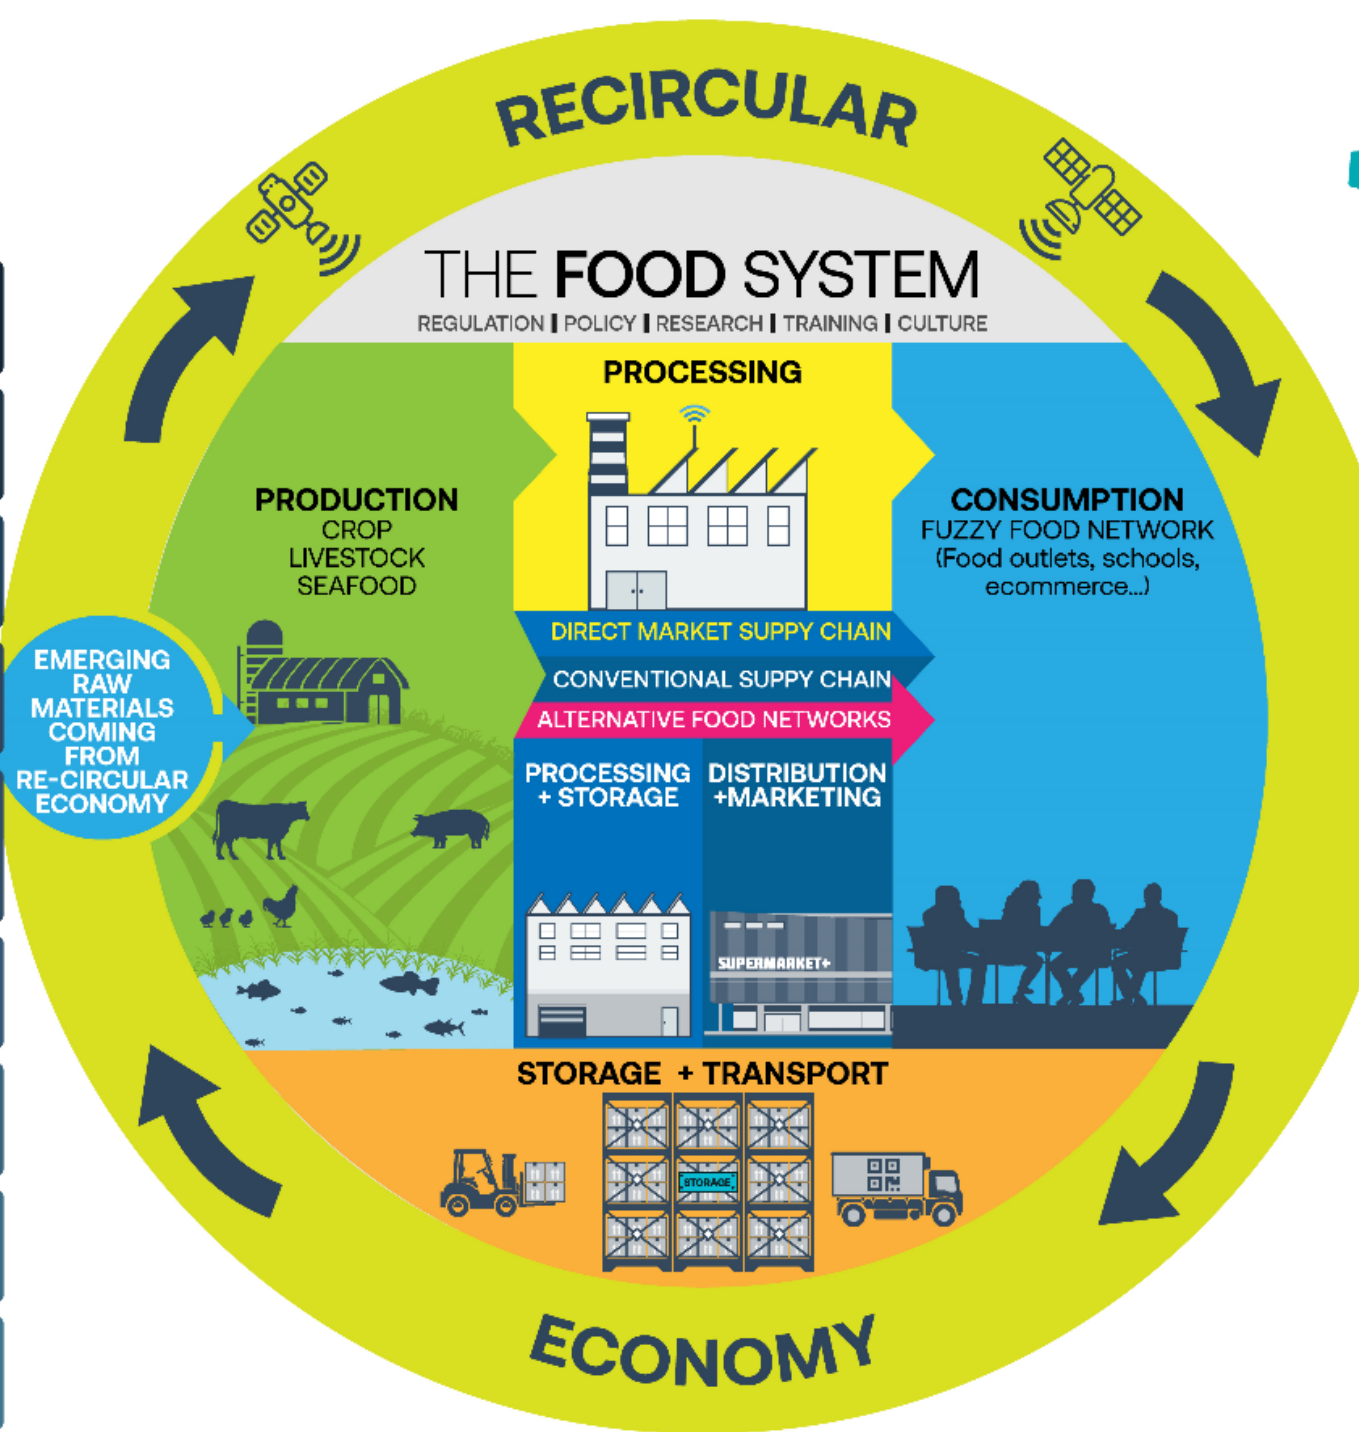 RECIRCULAR
THE FOOD SYSTEM
REGULATION | POLICY | RESEARCH | TRAINING | CULTURE
PROCESSING
PRODUCTION
CROP
LIVESTOCK
SEAFOOD
CONSUMPTION
FUZZY FOOD NETWORK
(Food outlets, schools,
ecommerce...)
DIRECT MARKET SUPPY CHAIN
CONVENTIONAL SUPPY CHAIN
ALTERNATIVE FOOD NETWORKS
EMERGING
RAW
MATERIALS
COMING
FROM
RE-CIRCULAR
ECONOMY
PROCESSING
+ STORAGE
DISTRIBUTION
+MARKETING
SUPERMARKET+
STORAGE + TRANSPORT
STORAGE
ECONOMY